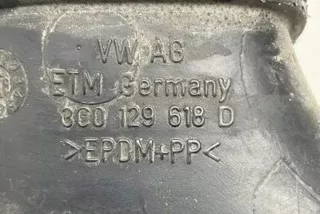 VW AG
ETM Germany
3C0 129 618 D
>EPDM+PP<